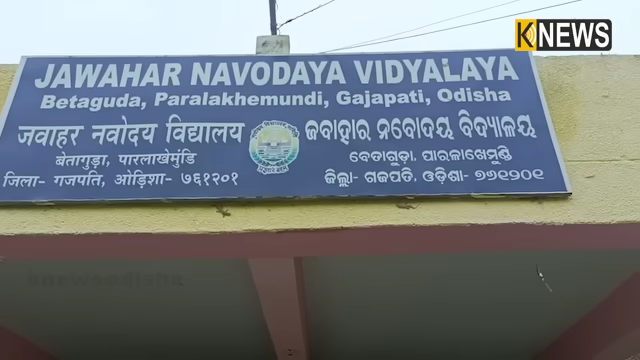 KNEWS
JAWAHAR NAVODAYA VIDYALAYA
Betaguda, Paralakhemundi, Gajapati, Odisha
जवाहर नवोदय विद्यालय
बेतागुड़ा, पारलाखेमुंडि
जिला- गजपति, ओड़िशा- ७६१२०१
ଜବାହାର ନବୋଦୟ ବିଦ୍ୟାଳୟ
ବେତାଗୁଡ଼ା, ପାରଳାଖେମୁଣ୍ଡି
ଜିଲ୍ଲା- ଗଜପତି, ଓଡ଼ିଶା- ୭୬୧୨୦୧